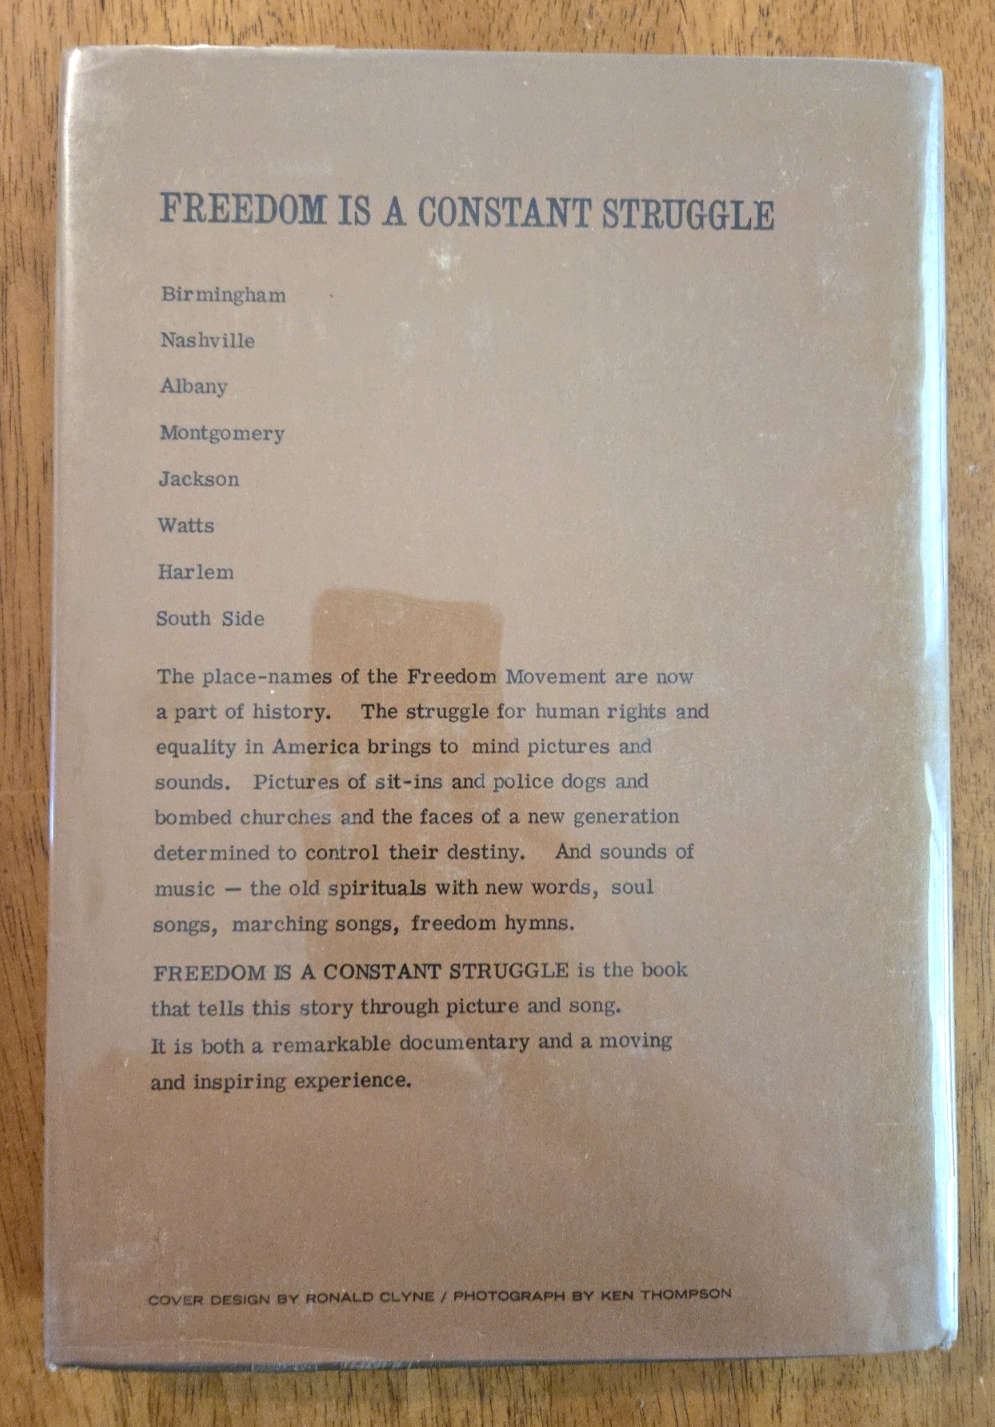 FREEDOM IS A CONSTANT STRUGGLE
Birmingham
Nashville
Albany
Montgomery
Jackson
Watts
Harlem
South Side
The place-names of the Freedom Movement are now
a part of history. The struggle for human rights and
equality in America brings to mind pictures and
sounds. Pictures of sit-ins and police dogs and
bombed churches and the faces of a new generation
determined to control their destiny. And sounds of
music — the old spirituals with new words, soul
songs, marching songs, freedom hymns.
FREEDOM IS A CONSTANT STRUGGLE is the book
that tells this story through picture and song.
It is both a remarkable documentary and a moving
and inspiring experience.
COVER DESIGN BY RONALD CLYNE / PHOTOGRAPH BY KEN THOMPSON